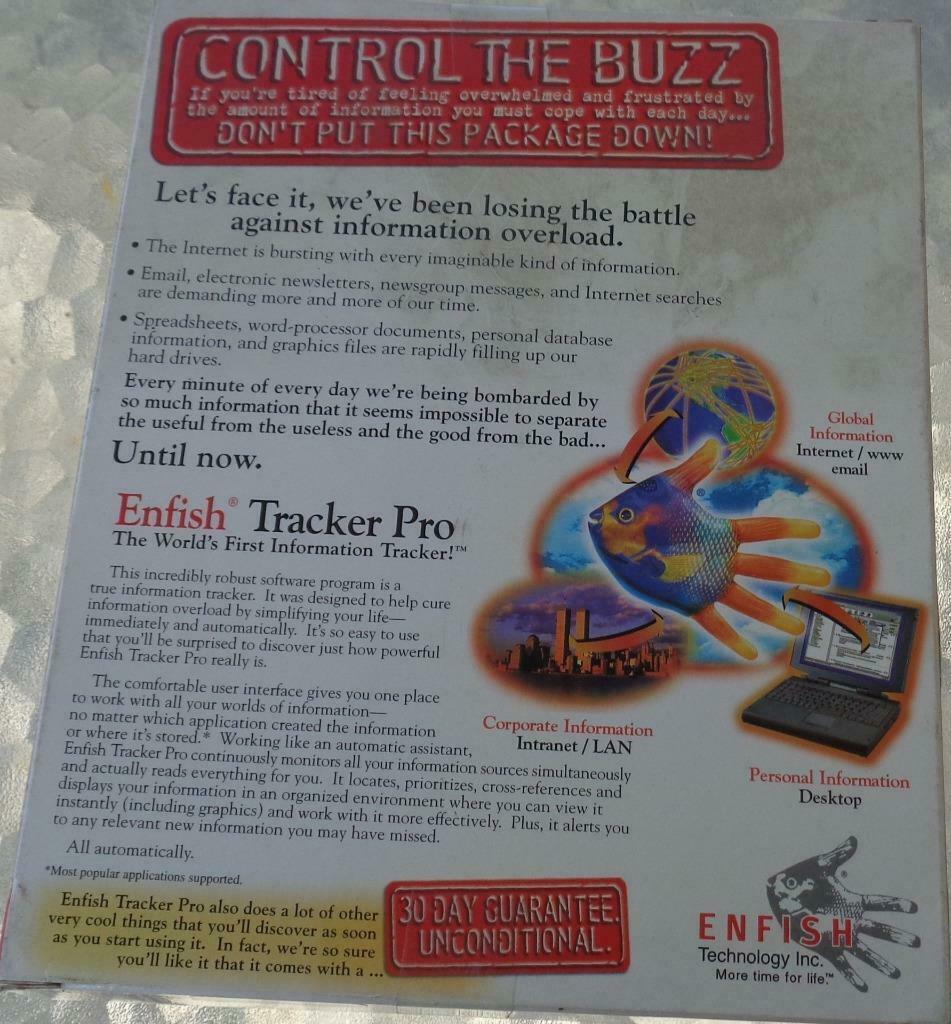 CONTROL THE BUZZ
If you're tired of feeling overwhelmed and frustrated by
the amount of information you must cope with each day...
DON'T PUT THIS PACKAGE DOWN!
Let's face it, we've been losing the battle
against information overload.
• The Internet is bursting with every imaginable kind of information.
• Email, electronic newsletters, newsgroup messages, and Internet searches
are demanding more and more of our time.
• Spreadsheets, word-processor documents, personal database
information, and graphics files are rapidly filling up our
hard drives.
Every minute of every day we're being bombarded by
so much information that it seems impossible to separate
the useful from the useless and the good from the bad...
Until now.
Global
Information
Internet / www
email
®
Enfish® Tracker Pro
The World's First Information Tracker!™
This incredibly robust software program is a
true information tracker. It was designed to help cure
information overload by simplifying your life—
immediately and automatically. It's so easy to use
that you'll be surprised to discover just how powerful
Enfish Tracker Pro really is.
The comfortable user interface gives you one place
to work with all your worlds of information—
no matter which application created the information
or where it's stored.* Working like an automatic assistant,
Enfish Tracker Pro continuously monitors all your information sources simultaneously
and actually reads everything for you. It locates, prioritizes, cross-references and
displays your information in an organized environment where you can view it
instantly (including graphics) and work with it more effectively. Plus, it alerts you
to any relevant new information you may have missed.
All automatically.
*Most popular applications supported.
Corporate Information
Intranet / LAN
Personal Information
Desktop
Enfish Tracker Pro also does a lot of other
very cool things that you'll discover as soon
as you start using it. In fact, we're so sure
you'll like it that it comes with a ...
30 DAY GUARANTEE.
UNCONDITIONAL.
ENFISH
Technology Inc.
More time for life.™